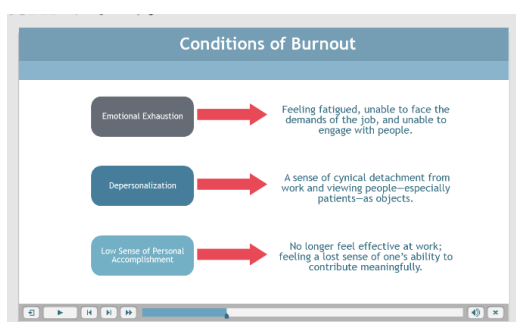 Conditions of Burnout
Emotional Exhaustion
Feeling fatigued, unable to face the
demands of the job, and unable to
engage with people.
Depersonalization
A sense of cynical detachment from
work and viewing people—especially
patients—as objects.
Low Sense of Personal
Accomplishment
No longer feel effective at work;
feeling a lost sense of one's ability to
contribute meaningfully.